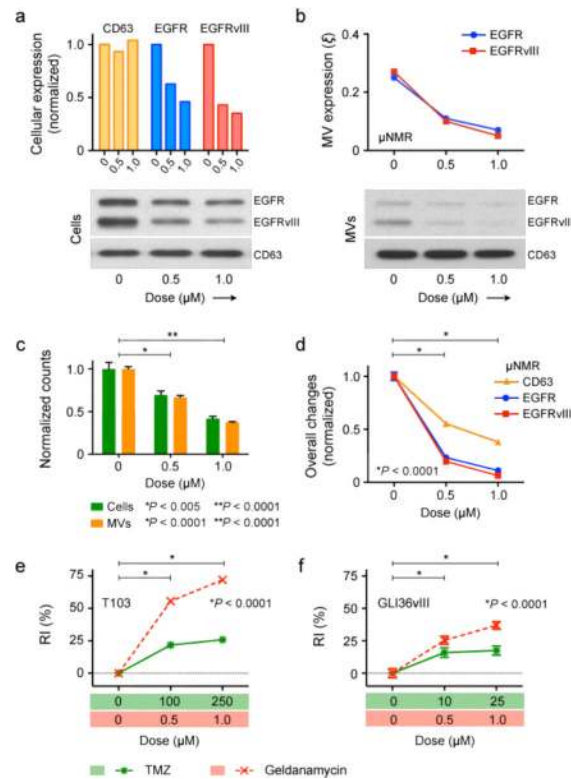 a
CD63 EGFR EGFRvIII
Cellular expression
(normalized)
1.0
0.5
0
0 0.5 1.0 0 0.5 1.0 0 0.5 1.0
Cells
EGFR
EGFRvIII
CD63
0 0.5 1.0
Dose (µM)
b
EGFR
EGFRvIII
MV expression (ξ)
0.4
0.2
0
µNMR
0 0.5 1.0
MVs
EGFR
EGFRvIII
CD63
0 0.5 1.0
Dose (µM)
c
**
*
Normalized counts
1.0
0.5
0
0 0.5 1.0
Dose (µM)
Cells *P < 0.005 **P < 0.0001
MVs *P < 0.0001 **P < 0.0001
d
*
*
µNMR
CD63
EGFR
EGFRvIII
Overall changes
(normalized)
1.0
0.5
0
*P < 0.0001
0 0.5 1.0
Dose (µM)
e
*
*
T103
*P < 0.0001
RI (%)
75
50
25
0
0 100 250
0 0.5 1.0
Dose (µM)
f
*
*
GLI36vIII
*P < 0.0001
RI (%)
75
50
25
0
0 10 25
0 0.5 1.0
Dose (µM)
TMZ Geldanamycin